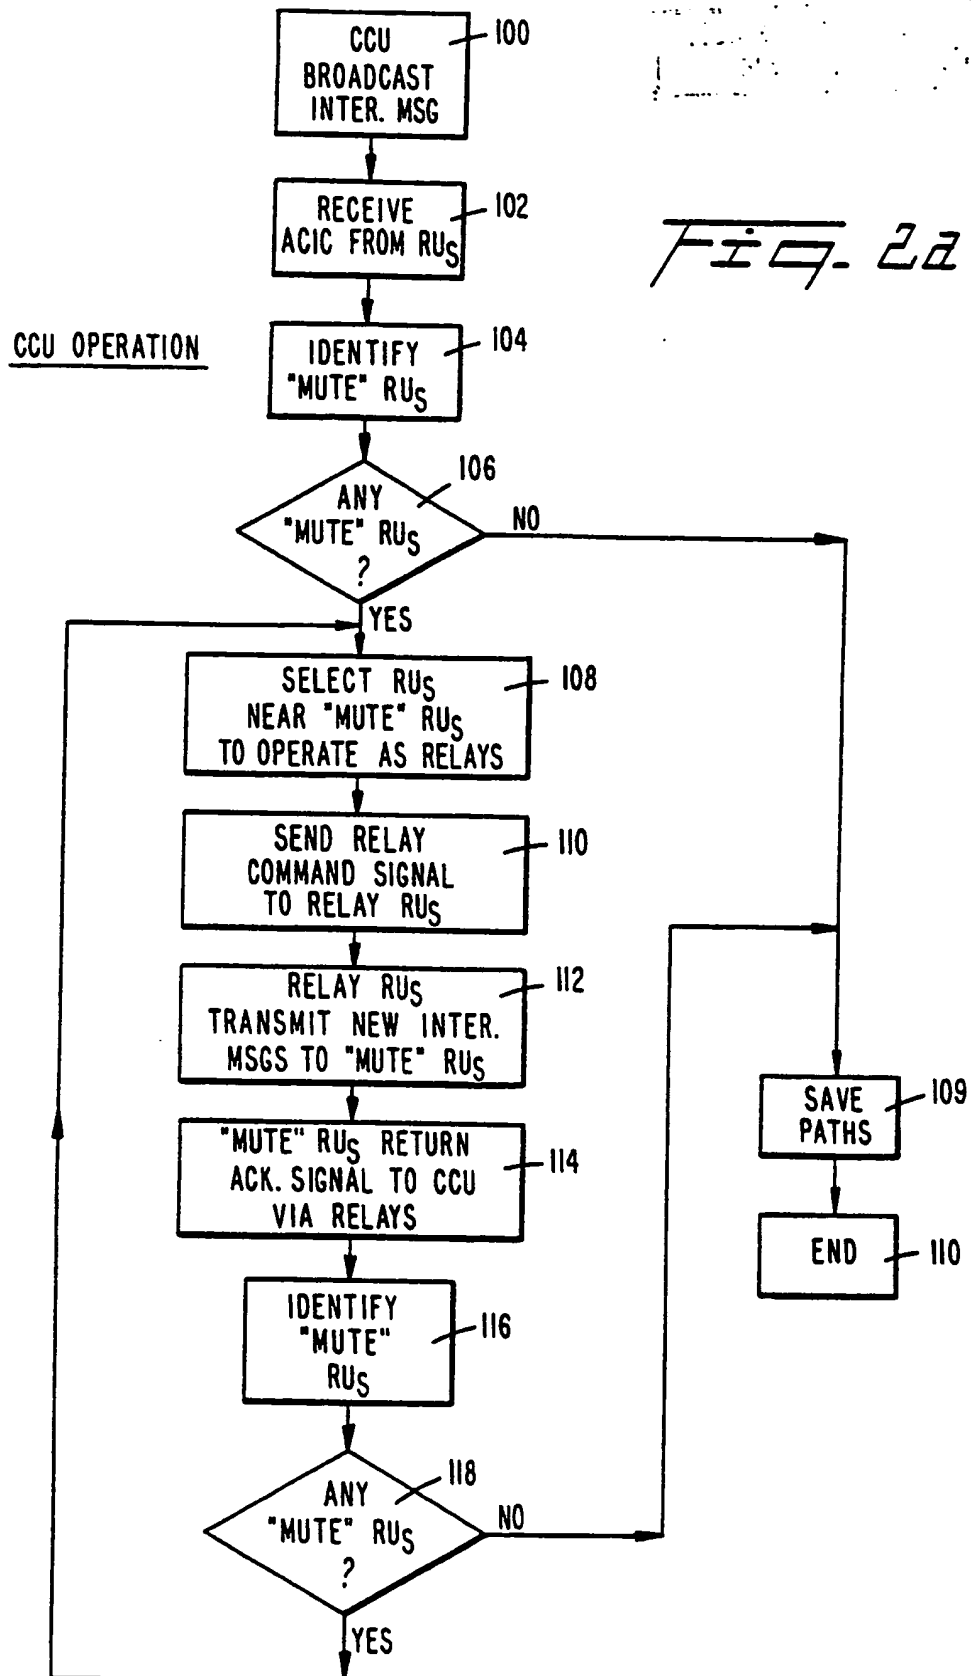 CCU
BROADCAST
INTER. MSG
100
RECEIVE
ACIC FROM RUS
102
Fig. 2a
CCU OPERATION
IDENTIFY
"MUTE" RUS
104
ANY
"MUTE" RUS
?
106
NO
YES
SELECT RUS
NEAR "MUTE" RUS
TO OPERATE AS RELAYS
108
SEND RELAY
COMMAND SIGNAL
TO RELAY RUS
110
RELAY RUS
TRANSMIT NEW INTER.
MSGS TO "MUTE" RUS
112
SAVE
PATHS
109
"MUTE" RUS RETURN
ACK. SIGNAL TO CCU
VIA RELAYS
114
END
110
IDENTIFY
"MUTE"
RUS
116
ANY
"MUTE" RUS
?
118
NO
YES